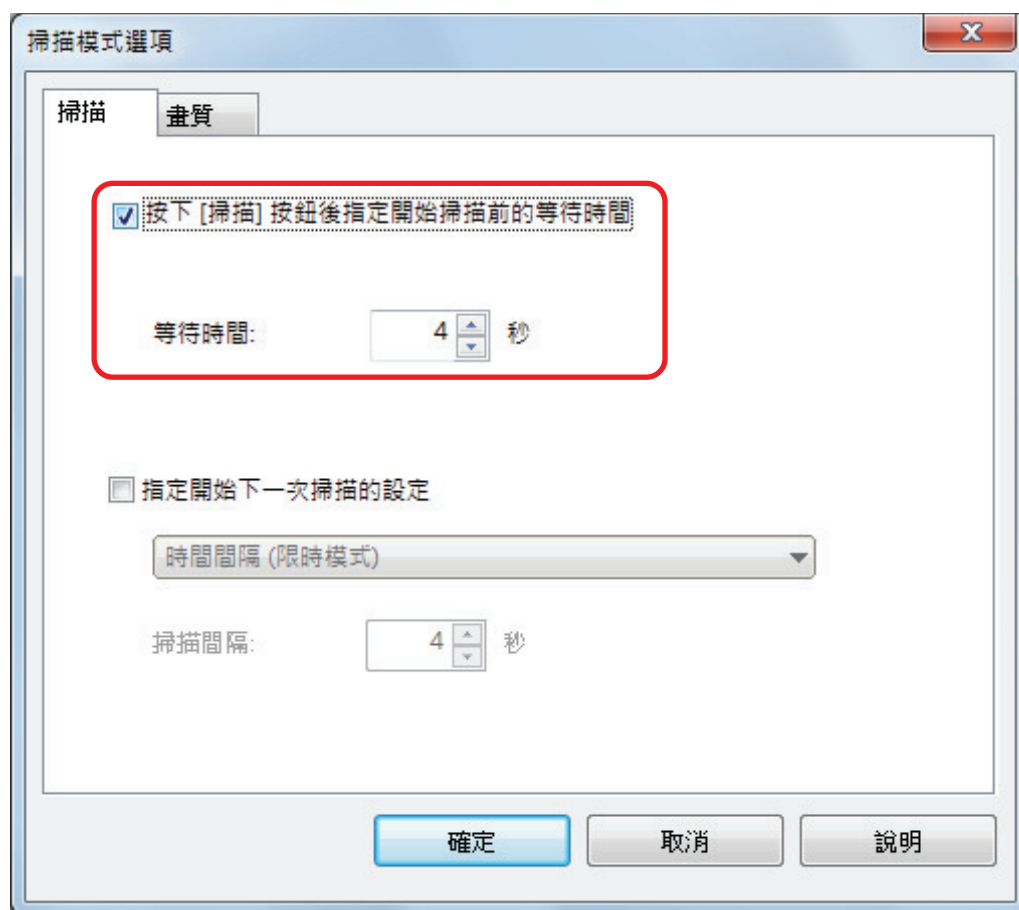 掃描模式選項
掃描 畫質
按下 [掃描] 按鈕後指定開始掃描前的等待時間
等待時間: 4 秒
指定開始下一次掃描的設定
時間間隔 (限時模式)
掃描間隔: 4 秒
確定 取消 說明